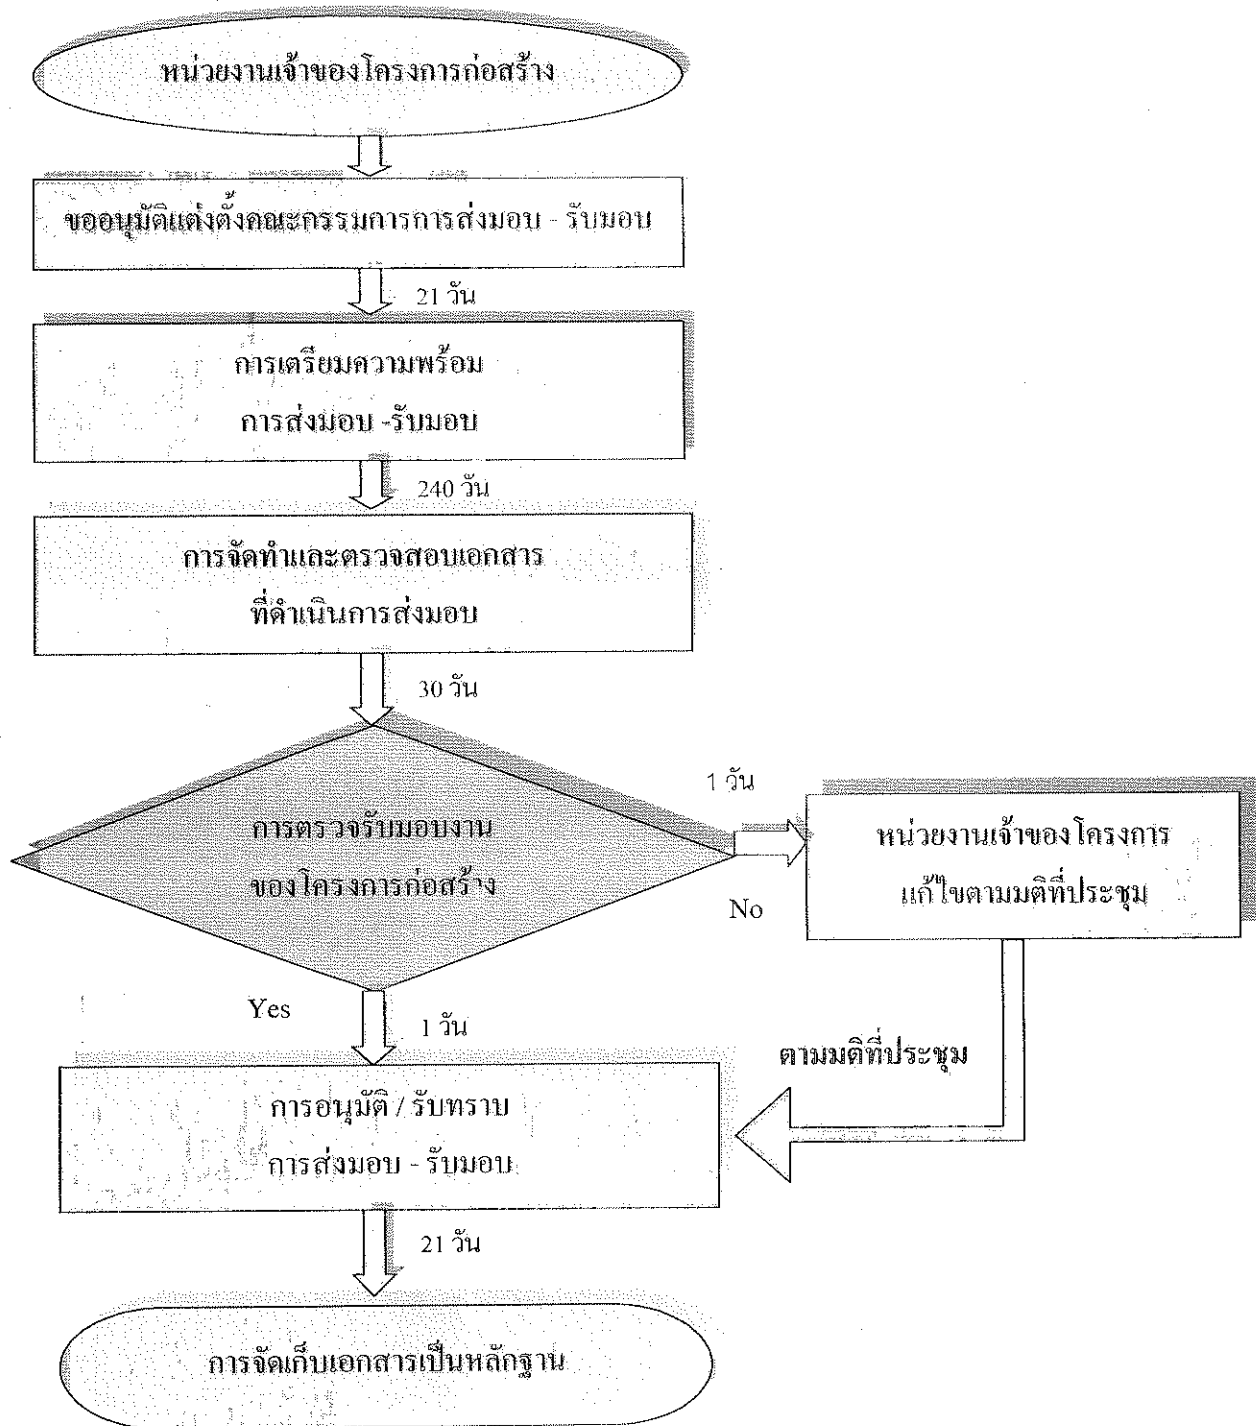 หน่วยงานเจ้าของโครงการก่อสร้าง
ขออนุมัติแต่งตั้งคณะกรรมการการส่งมอบ - รับมอบ
21 วัน
การเตรียมความพร้อม
การส่งมอบ -รับมอบ
240 วัน
การจัดทำและตรวจสอบเอกสาร
ที่ดำเนินการส่งมอบ
30 วัน
การตรวจรับมอบงาน
ของโครงการก่อสร้าง
1 วัน
No
หน่วยงานเจ้าของโครงการ
แก้ไขตามมติที่ประชุม
Yes
1 วัน
ตามมติที่ประชุม
การอนุมัติ / รับทราบ
การส่งมอบ - รับมอบ
21 วัน
การจัดเก็บเอกสารเป็นหลักฐาน